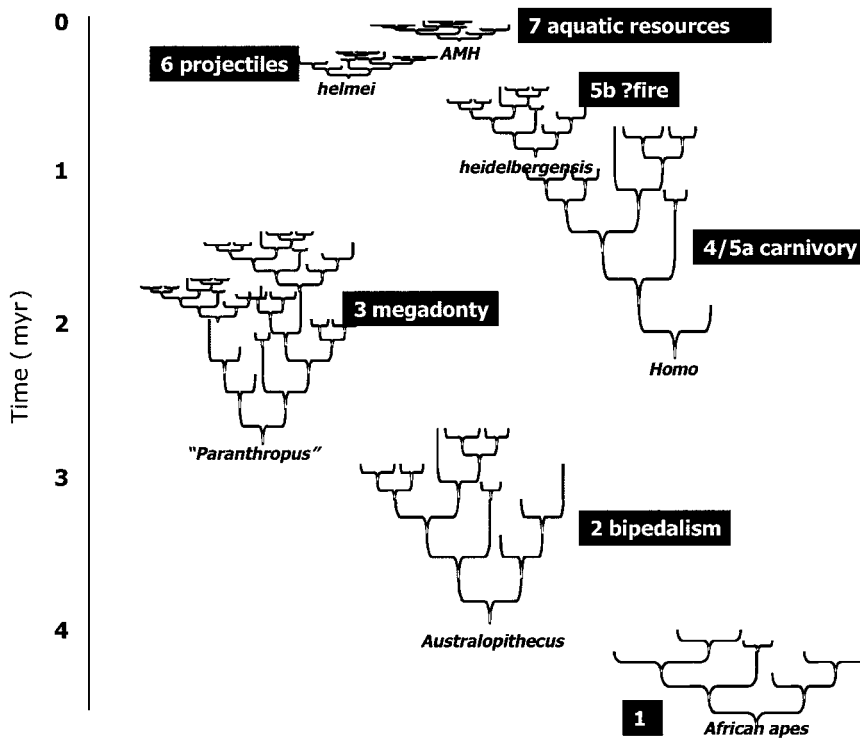 0
7 aquatic resources
AMH
6 projectiles
helmei
5b ?fire
1
heidelbergensis
4/5a carnivory
Time ( myr)
2
3 megadonty
Homo
“Paranthropus”
3
2 bipedalism
4
Australopithecus
1
African apes